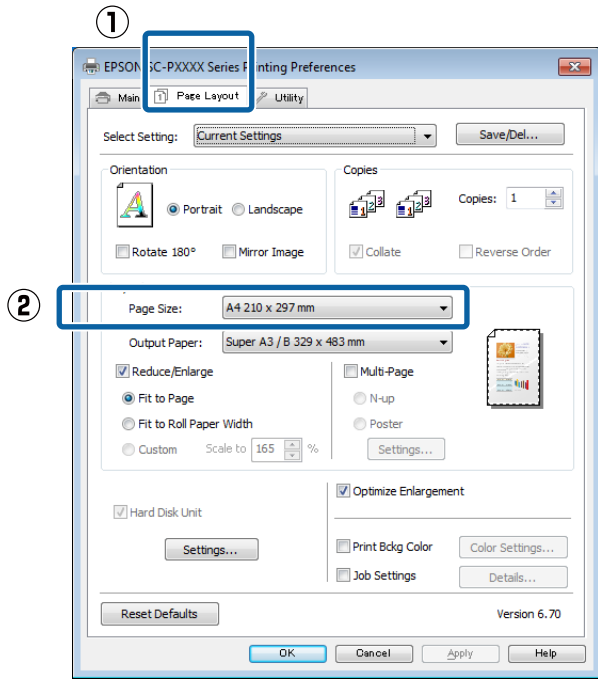 1
EPSON SC-PXXXX Series Printing Preferences
Main
Page Layout
Utility
Select Setting: Current Settings Save/Del...
Orientation
Copies
Portrait Landscape
Copies: 1
Rotate 180° Mirror Image
Collate Reverse Order
2
Page Size: A4 210 x 297 mm
Output Paper: Super A3 / B 329 x 483 mm
Reduce/Enlarge
Multi-Page
Fit to Page
N-up
Fit to Roll Paper Width
Poster
Custom Scale to 165 %
Settings...
Optimize Enlargement
Hard Disk Unit
Settings...
Print Bckg Color Color Settings...
Job Settings Details...
Reset Defaults Version 6.70
OK Cancel Apply Help